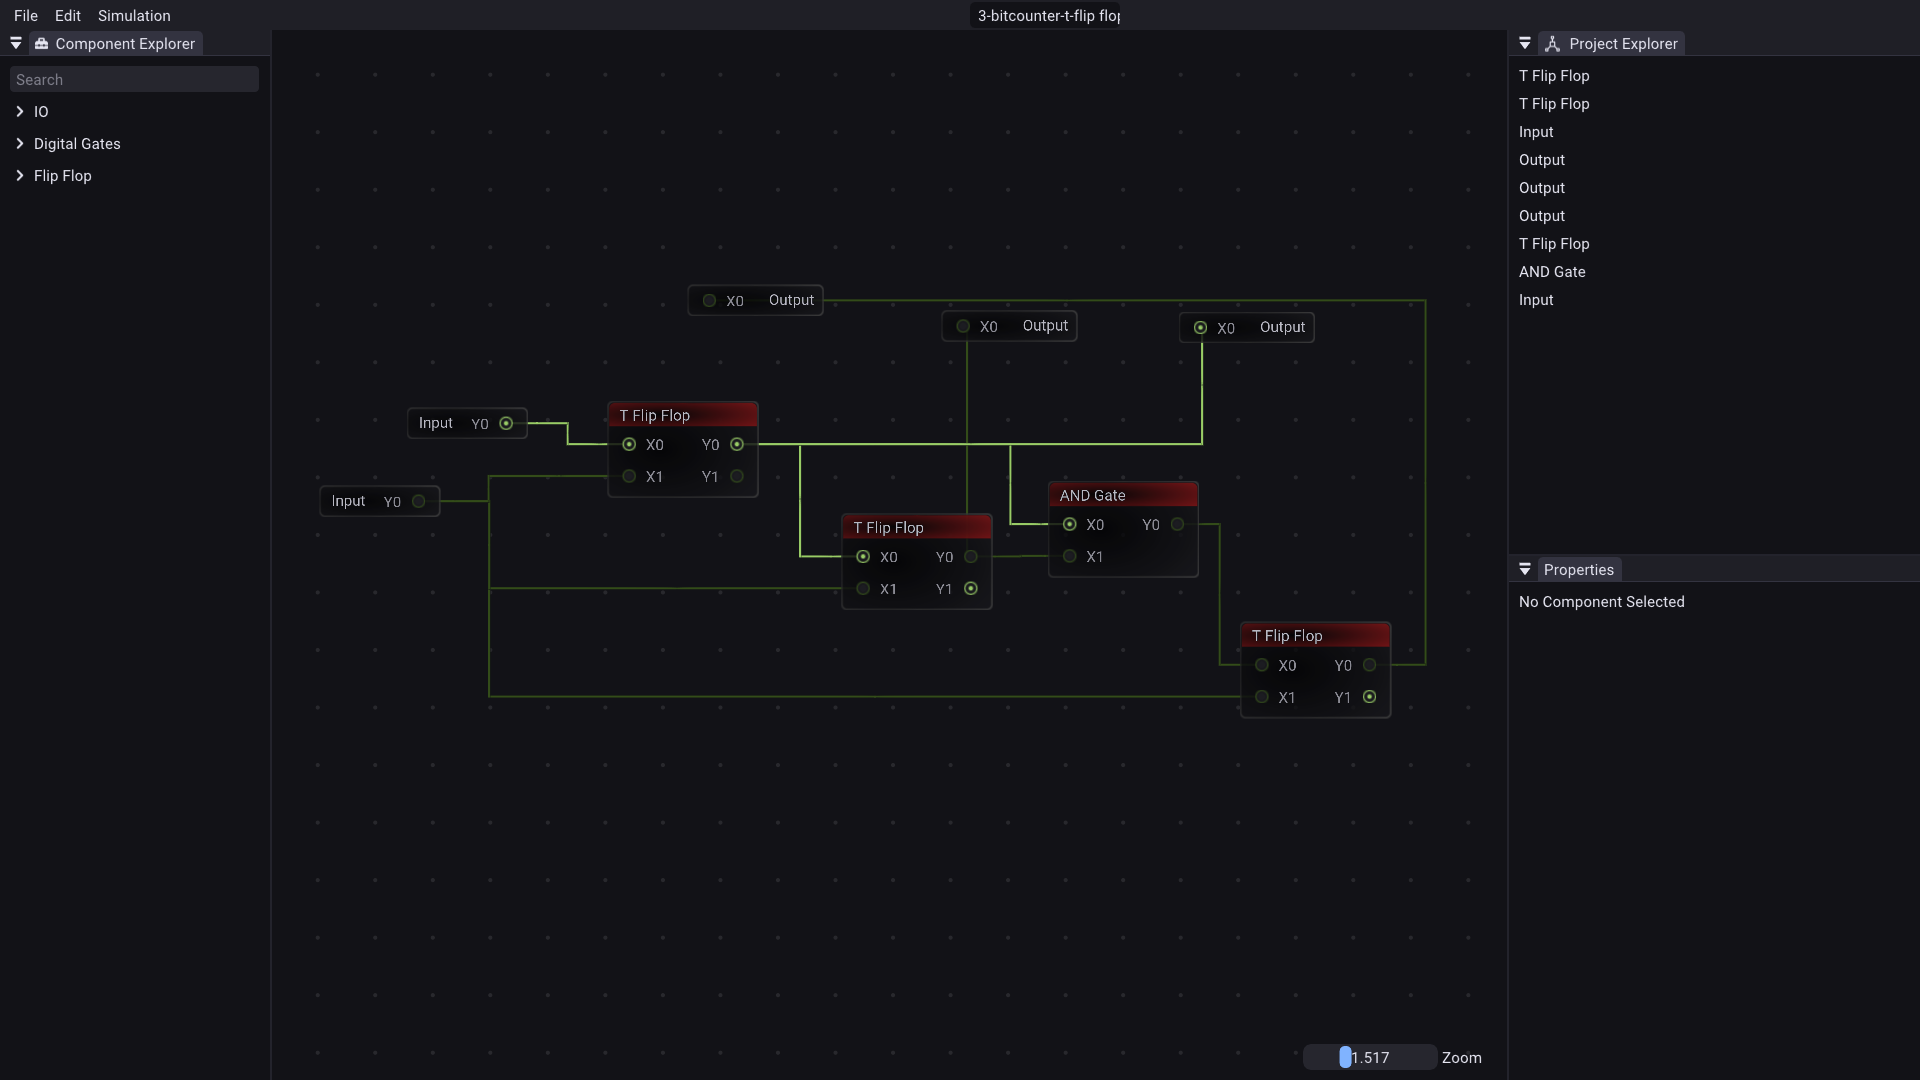 File Edit Simulation
3-bitcounter-t-flip flop
Component Explorer
Search
IO
Digital Gates
Flip Flop
X0 Output
X0 Output
X0 Output
Input Y0
T Flip Flop
X0 Y0
X1 Y1
Input Y0
T Flip Flop
X0 Y0
X1 Y1
AND Gate
X0 Y0
X1
T Flip Flop
X0 Y0
X1 Y1
1.517 Zoom
Project Explorer
T Flip Flop
T Flip Flop
Input
Output
Output
Output
T Flip Flop
AND Gate
Input
Properties
No Component Selected